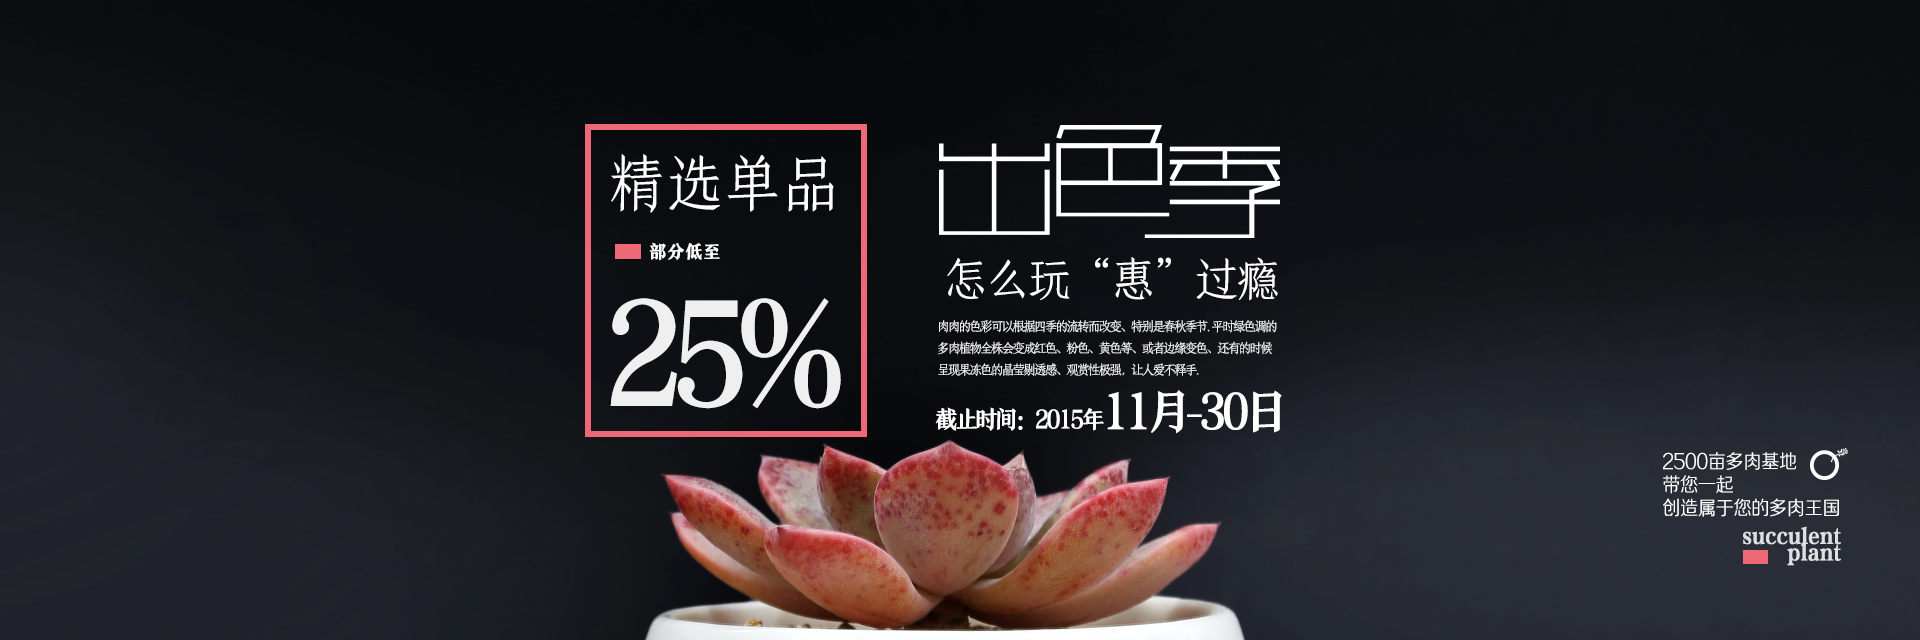 精选单品
部分低至
25%
出色季
怎么玩“惠”过瘾
肉肉的色彩可以根据四季的流转而改变、特别是春秋季节.平时绿色调的
多肉植物全株会变成红色、粉色、黄色等、或者边缘变色、还有的时候
呈现果冻色的晶莹剔透感、观赏性极强，让人爱不释手.
截止时间：2015年11月-30日
2500亩多肉基地
带您一起
创造属于您的多肉王国
succulent
plant